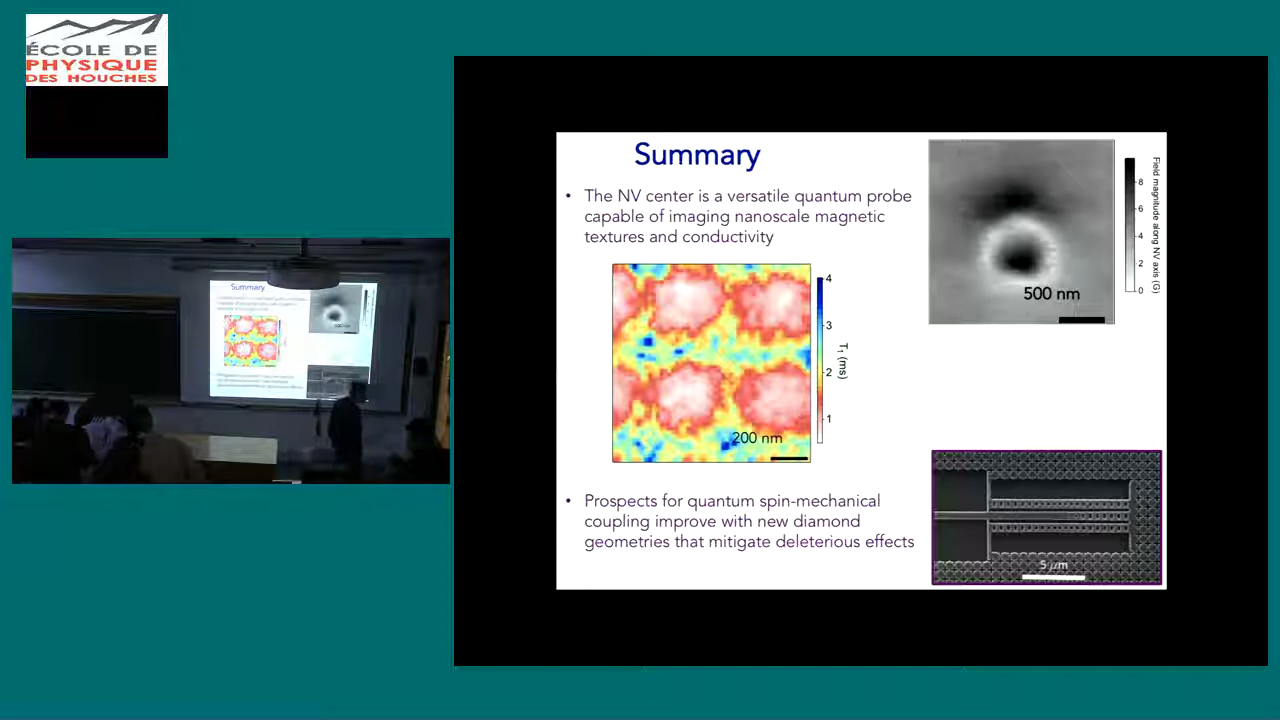 ÉCOLE DE
PHYSIQUE
DES HOUCHES
Summary
• The NV center is a versatile quantum probe
capable of imaging nanoscale magnetic
textures and conductivity
4
3
2
1
T1 (ms)
200 nm
500 nm
8
6
4
2
0
Field magnitude along NV axis (G)
• Prospects for quantum spin-mechanical
coupling improve with new diamond
geometries that mitigate deleterious effects
5 μm
Summary